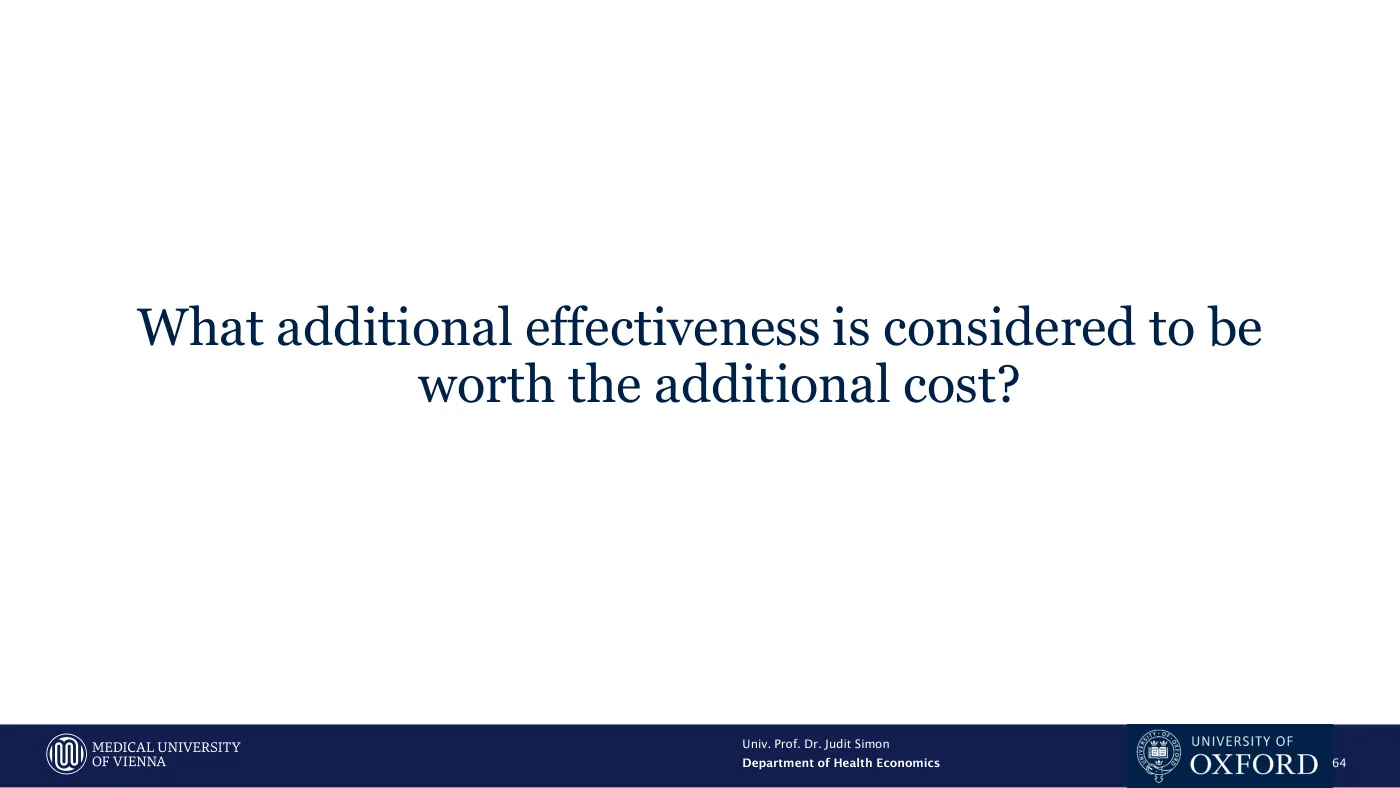 What additional effectiveness is considered to be
worth the additional cost?
MEDICAL UNIVERSITY
OF VIENNA
Univ. Prof. Dr. Judit Simon
Department of Health Economics
UNIVERSITY OF
OXFORD
64